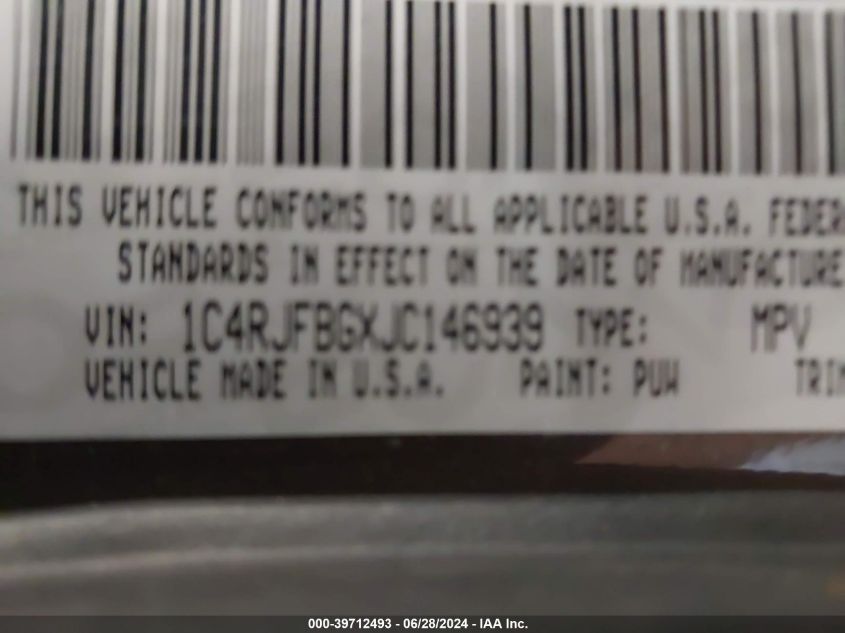 THIS VEHICLE CONFORMS TO ALL APPLICABLE U.S.A. FEDER
STANDARDS IN EFFECT ON THE DATE OF MANUFACTURE
VIN: 1C4RJFBGXJC146939 TYPE: MPV
VEHICLE MADE IN U.S.A. PAINT: PUW TRIM
000-39712493 - 06/28/2024 - IAA Inc.